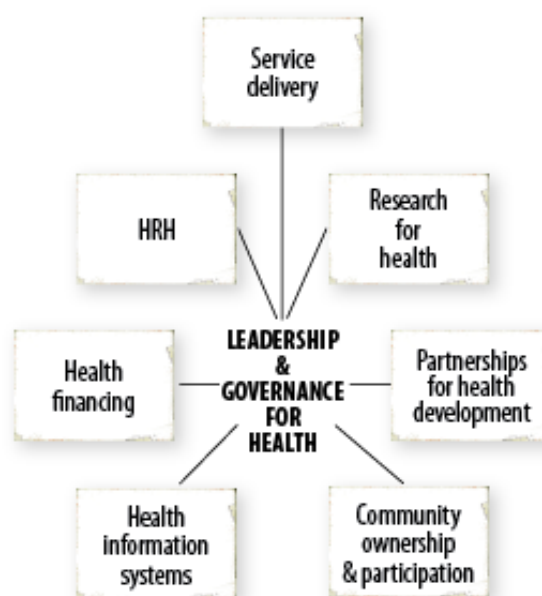 Service
delivery
HRH
Research
for
health
LEADERSHIP
&
GOVERNANCE
FOR
HEALTH
Health
financing
Partnerships
for health
development
Health
information
systems
Community
ownership
& participation